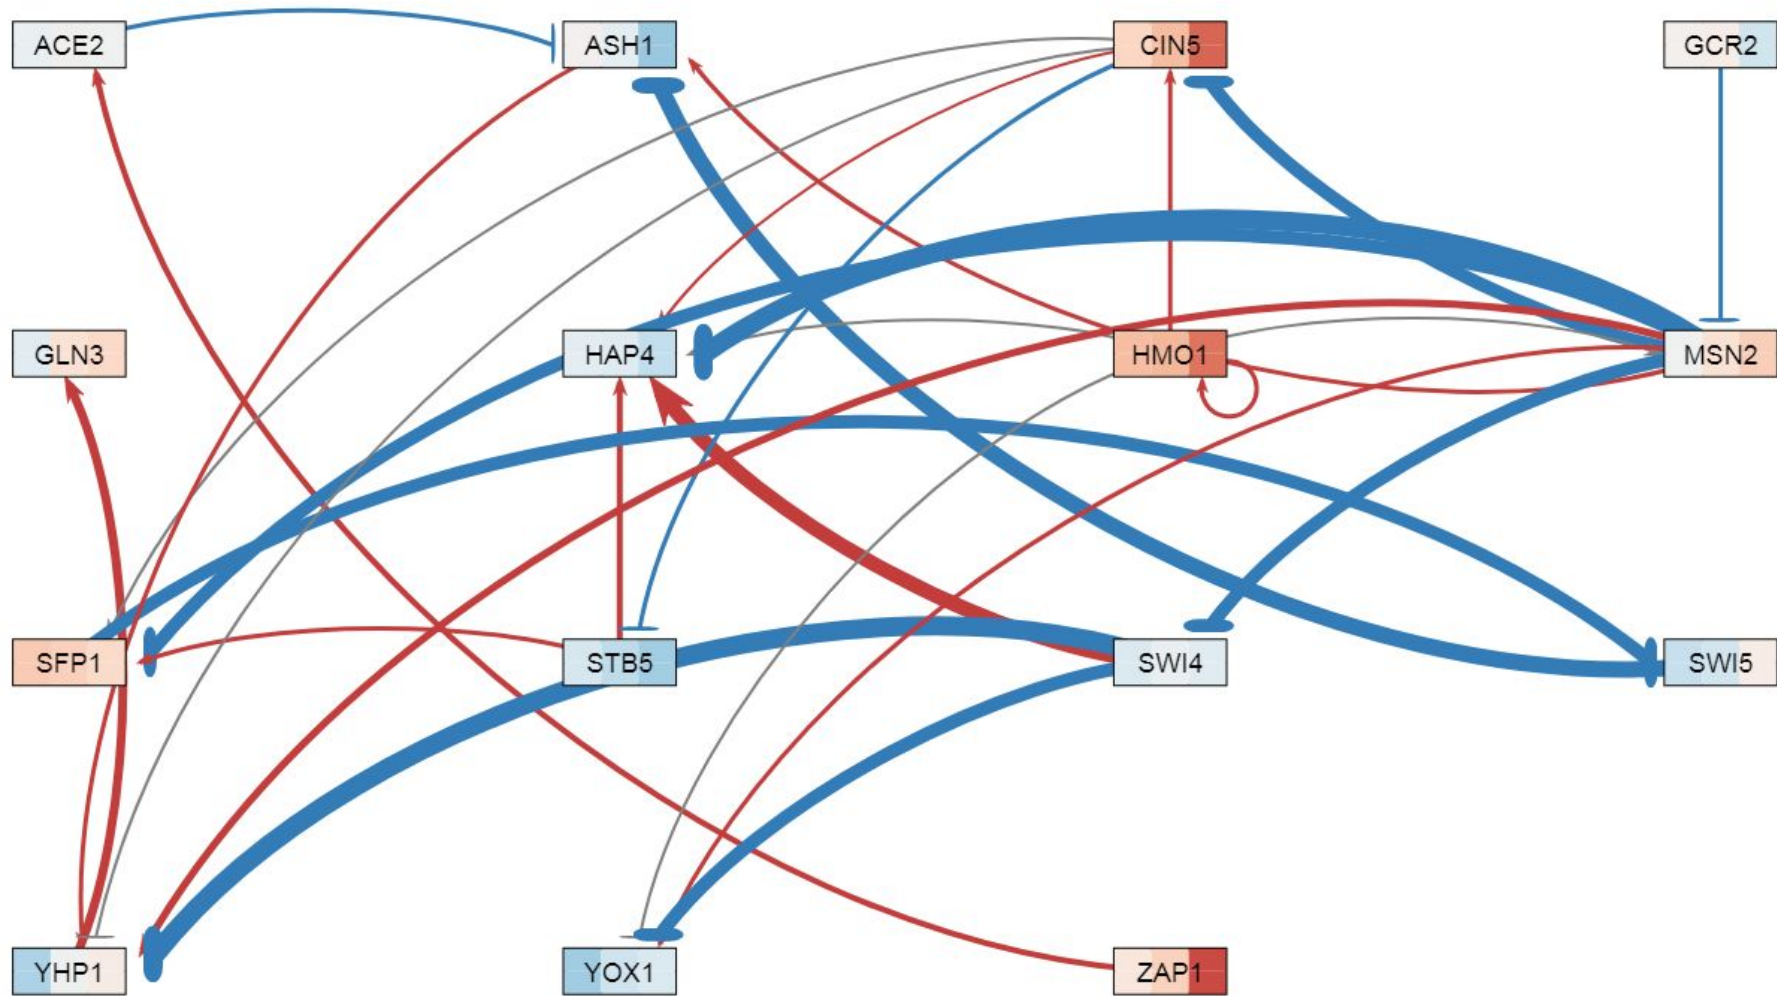 ACE2 ASH1 CIN5 GCR2
GLN3 HAP4 HMO1 MSN2
SFP1 STB5 SWI4 SWI5
YHP1 YOX1 ZAP1